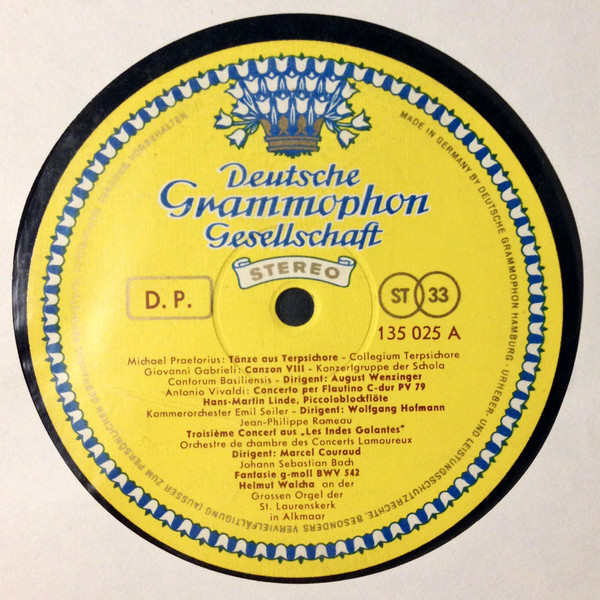 Deutsche
Grammophon
Gesellschaft
STEREO
D. P.
ST 33
135 025 A
Michael Praetorius: Tänze aus Terpsichore - Collegium Terpsichore
Giovanni Gabrieli: Canzon VIII - Konzertgruppe der Schola
Cantorum Basiliensis - Dirigent: August Wenzinger
Antonio Vivaldi: Concerto per Flautino C-dur PV 79
Hans-Martin Linde, Piccoloblockflöte
Kammerorchester Emil Seiler - Dirigent: Wolfgang Hofmann
Jean-Philippe Rameau
Troisième Concert aus „Les Indes Galantes"
Orchestre de chambre des Concerts Lamoureux
Dirigent: Marcel Couraud
Johann Sebastian Bach
Fantasie g-moll BWV 542
Helmut Walcha an der
Grossen Orgel der
St. Laurenskerk
in Alkmaar
MADE IN GERMANY BY DEUTSCHE GRAMMOPHON HAMBURG · URHEBER- UND LEISTUNGSSCHUTZRECHTE, BESONDERS VERVIELFÄLTIGUNG (AUSSER ZUM PERSÖNLICHEN VORBEHALTEN